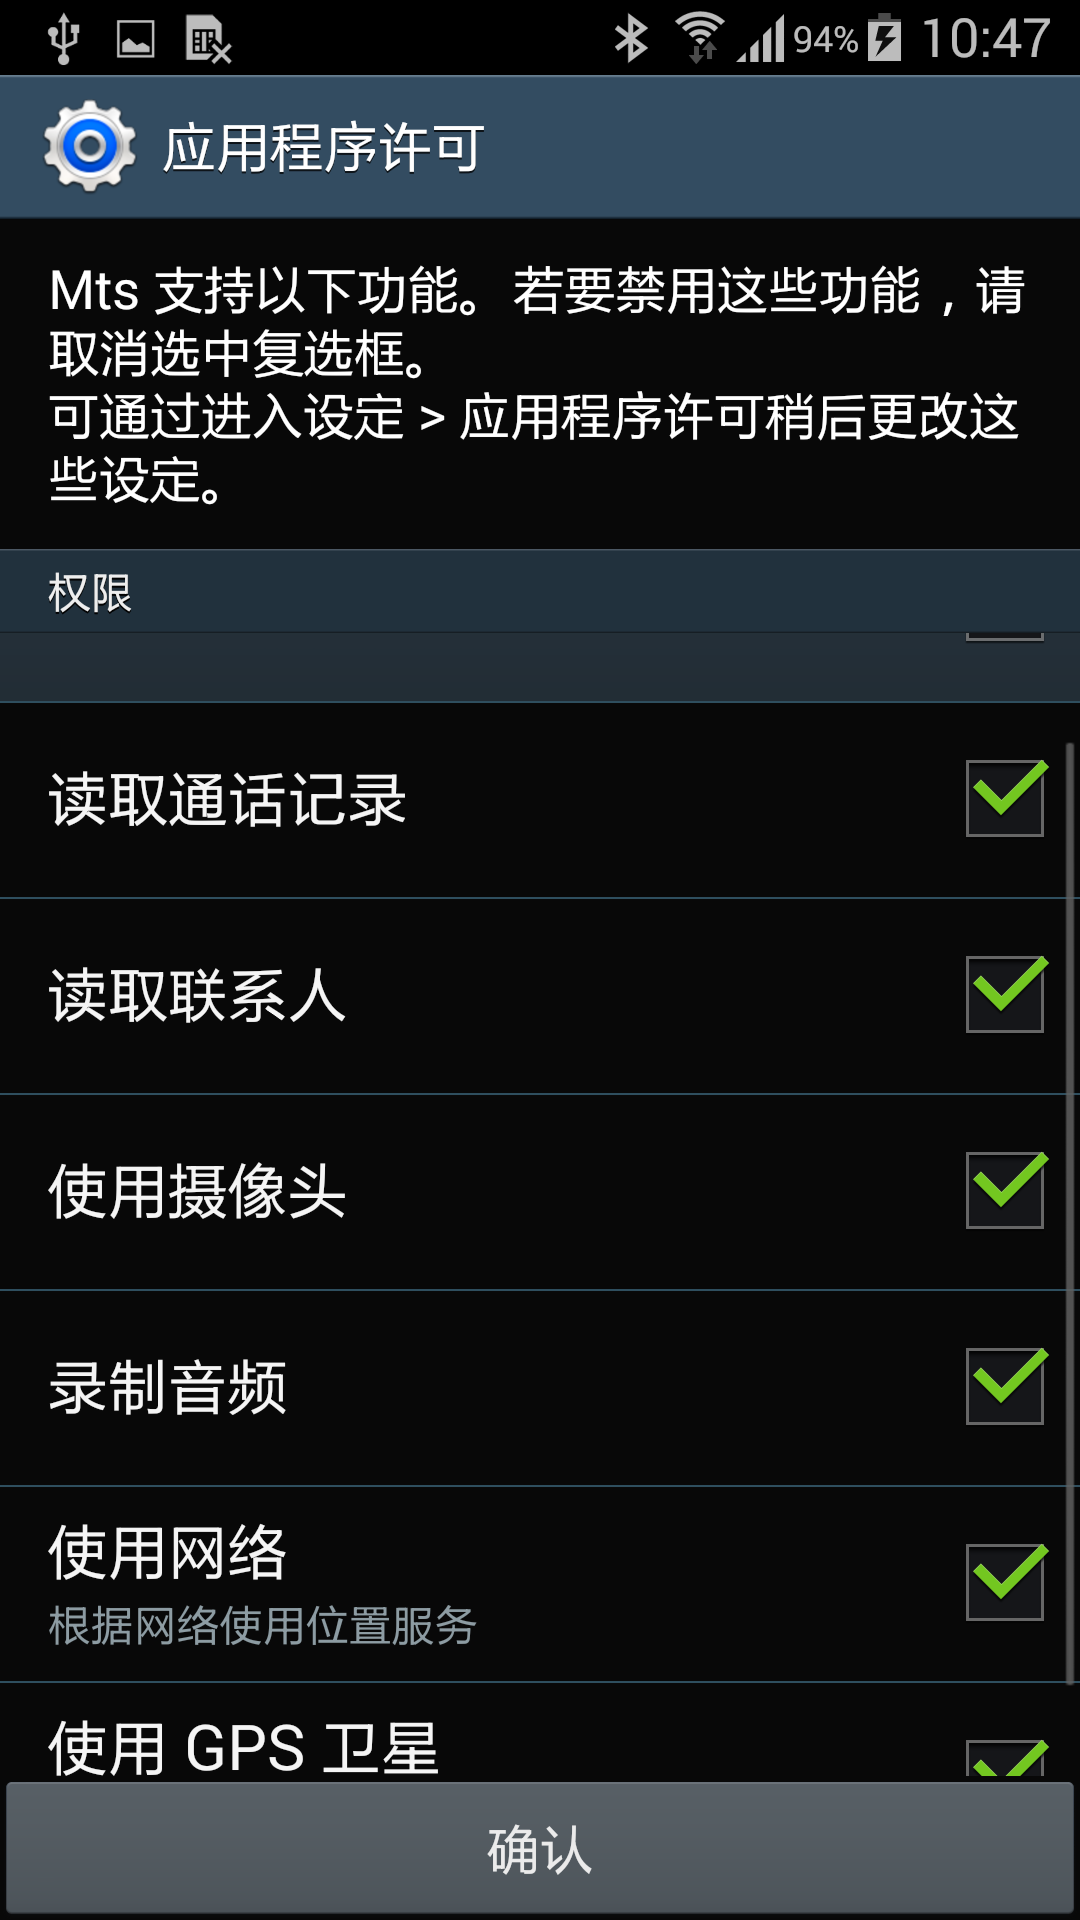 94% 10:47
应用程序许可
Mts 支持以下功能。若要禁用这些功能，请
取消选中复选框。
可通过进入设定 > 应用程序许可稍后更改这
些设定。
权限
读取通话记录
读取联系人
使用摄像头
录制音频
使用网络
根据网络使用位置服务
使用 GPS 卫星
确认